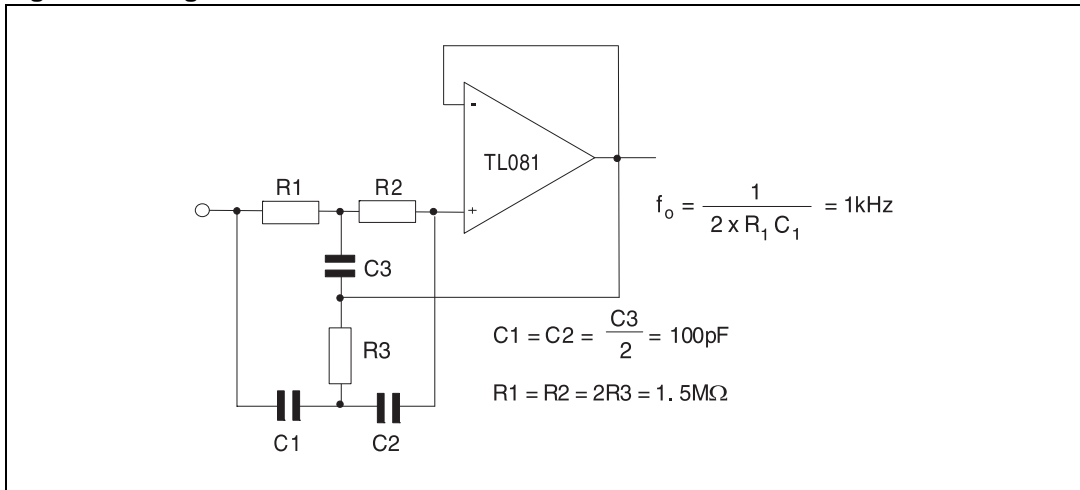 -
TL081
+
R1
R2
C3
R3
C1
C2
f_o = 1 / (2 x R_1 C_1) = 1kHz
C1 = C2 = C3 / 2 = 100pF
R1 = R2 = 2R3 = 1. 5MΩ